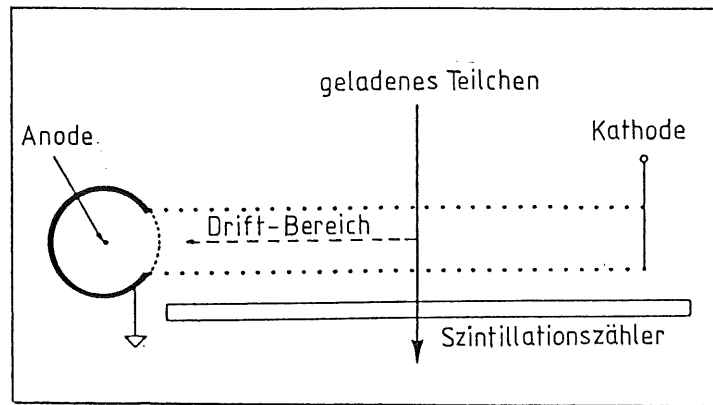 geladenes Teilchen
Anode
Kathode
Drift-Bereich
Szintillationszähler